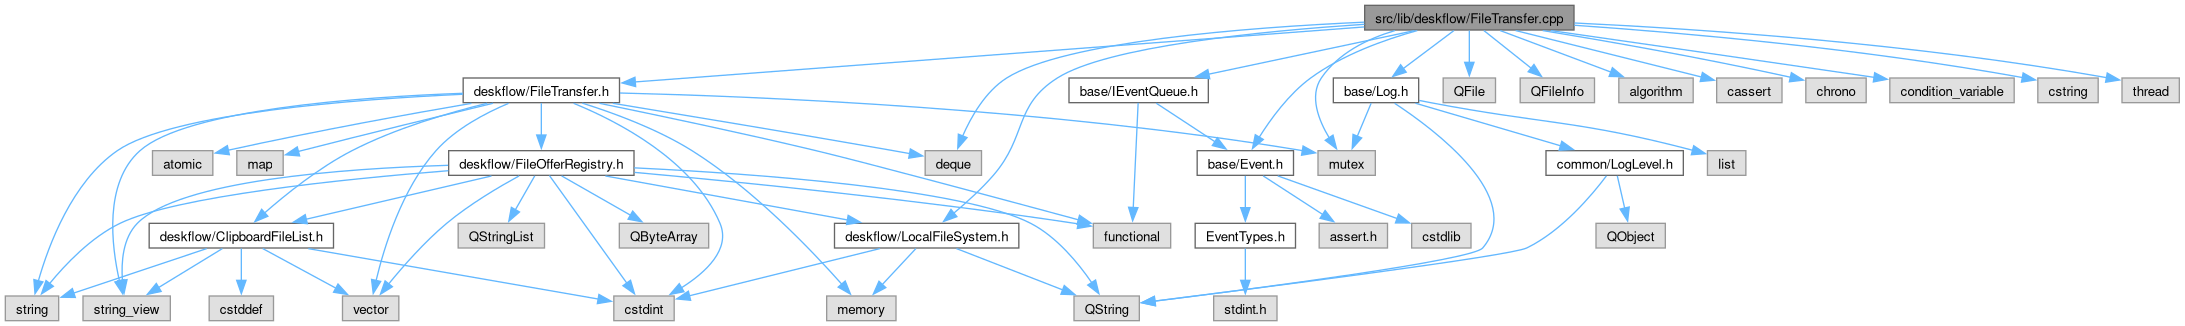 src/lib/deskflow/FileTransfer.cpp
deskflow/FileTransfer.h
base/IEventQueue.h
base/Log.h
QFile
QFileInfo
algorithm
cassert
chrono
condition_variable
cstring
thread
atomic
map
deskflow/FileOfferRegistry.h
deque
base/Event.h
mutex
common/LogLevel.h
list
deskflow/ClipboardFileList.h
QStringList
QByteArray
deskflow/LocalFileSystem.h
functional
EventTypes.h
assert.h
cstdlib
QObject
string
string_view
cstddef
vector
cstdint
memory
QString
stdint.h